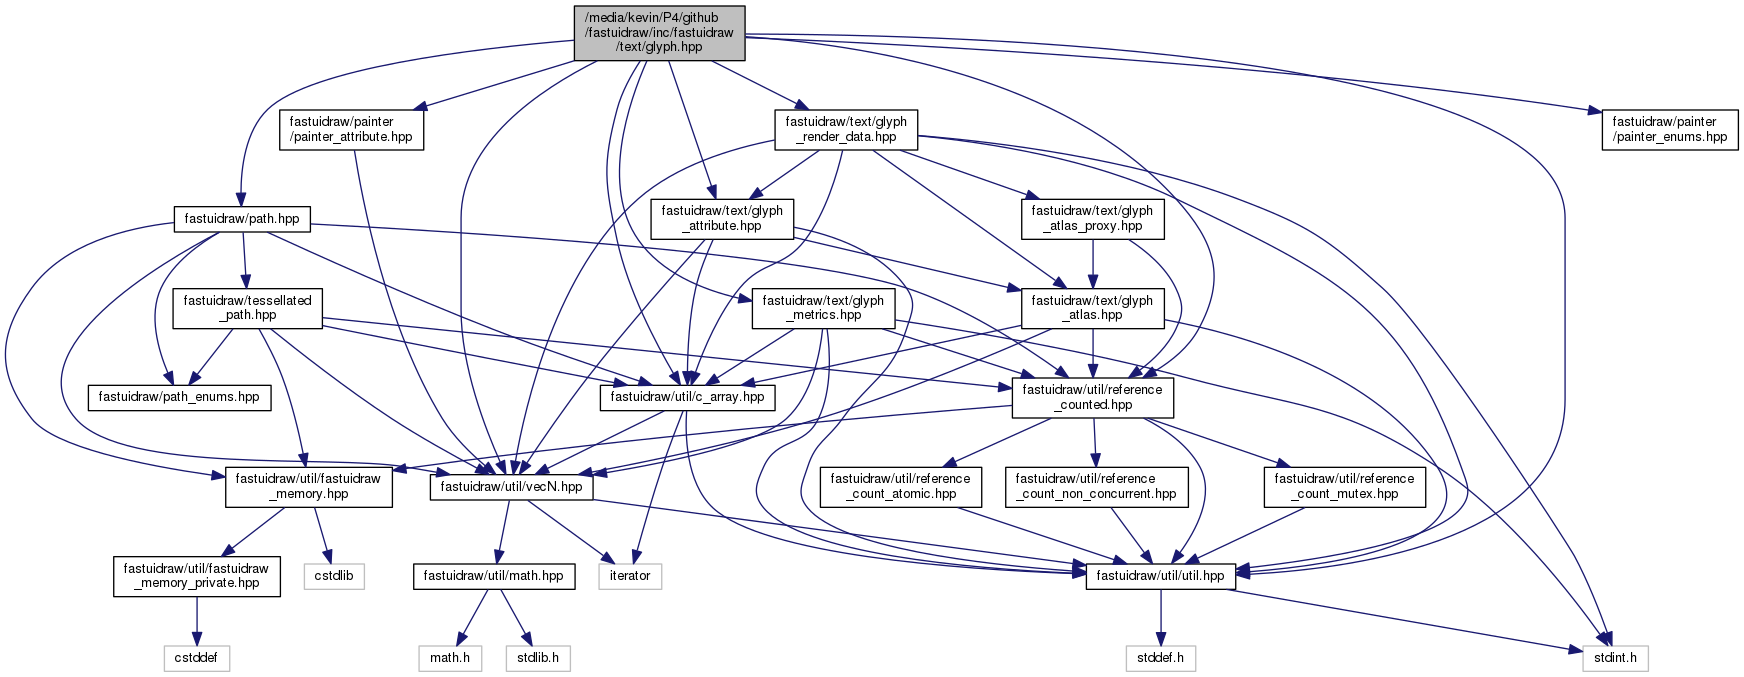 /media/kevin/P4/github
/fastuidraw/inc/fastuidraw
/text/glyph.hpp
fastuidraw/painter
/painter_attribute.hpp
fastuidraw/text/glyph
_render_data.hpp
fastuidraw/painter
/painter_enums.hpp
fastuidraw/path.hpp
fastuidraw/text/glyph
_attribute.hpp
fastuidraw/text/glyph
_atlas_proxy.hpp
fastuidraw/tessellated
_path.hpp
fastuidraw/text/glyph
_metrics.hpp
fastuidraw/text/glyph
_atlas.hpp
fastuidraw/path_enums.hpp
fastuidraw/util/c_array.hpp
fastuidraw/util/reference
_counted.hpp
fastuidraw/util/fastuidraw
_memory.hpp
fastuidraw/util/vecN.hpp
fastuidraw/util/reference
_count_atomic.hpp
fastuidraw/util/reference
_count_non_concurrent.hpp
fastuidraw/util/reference
_count_mutex.hpp
fastuidraw/util/fastuidraw
_memory_private.hpp
cstdlib
fastuidraw/util/math.hpp
iterator
fastuidraw/util/util.hpp
cstddef
math.h
stdlib.h
stddef.h
stdint.h